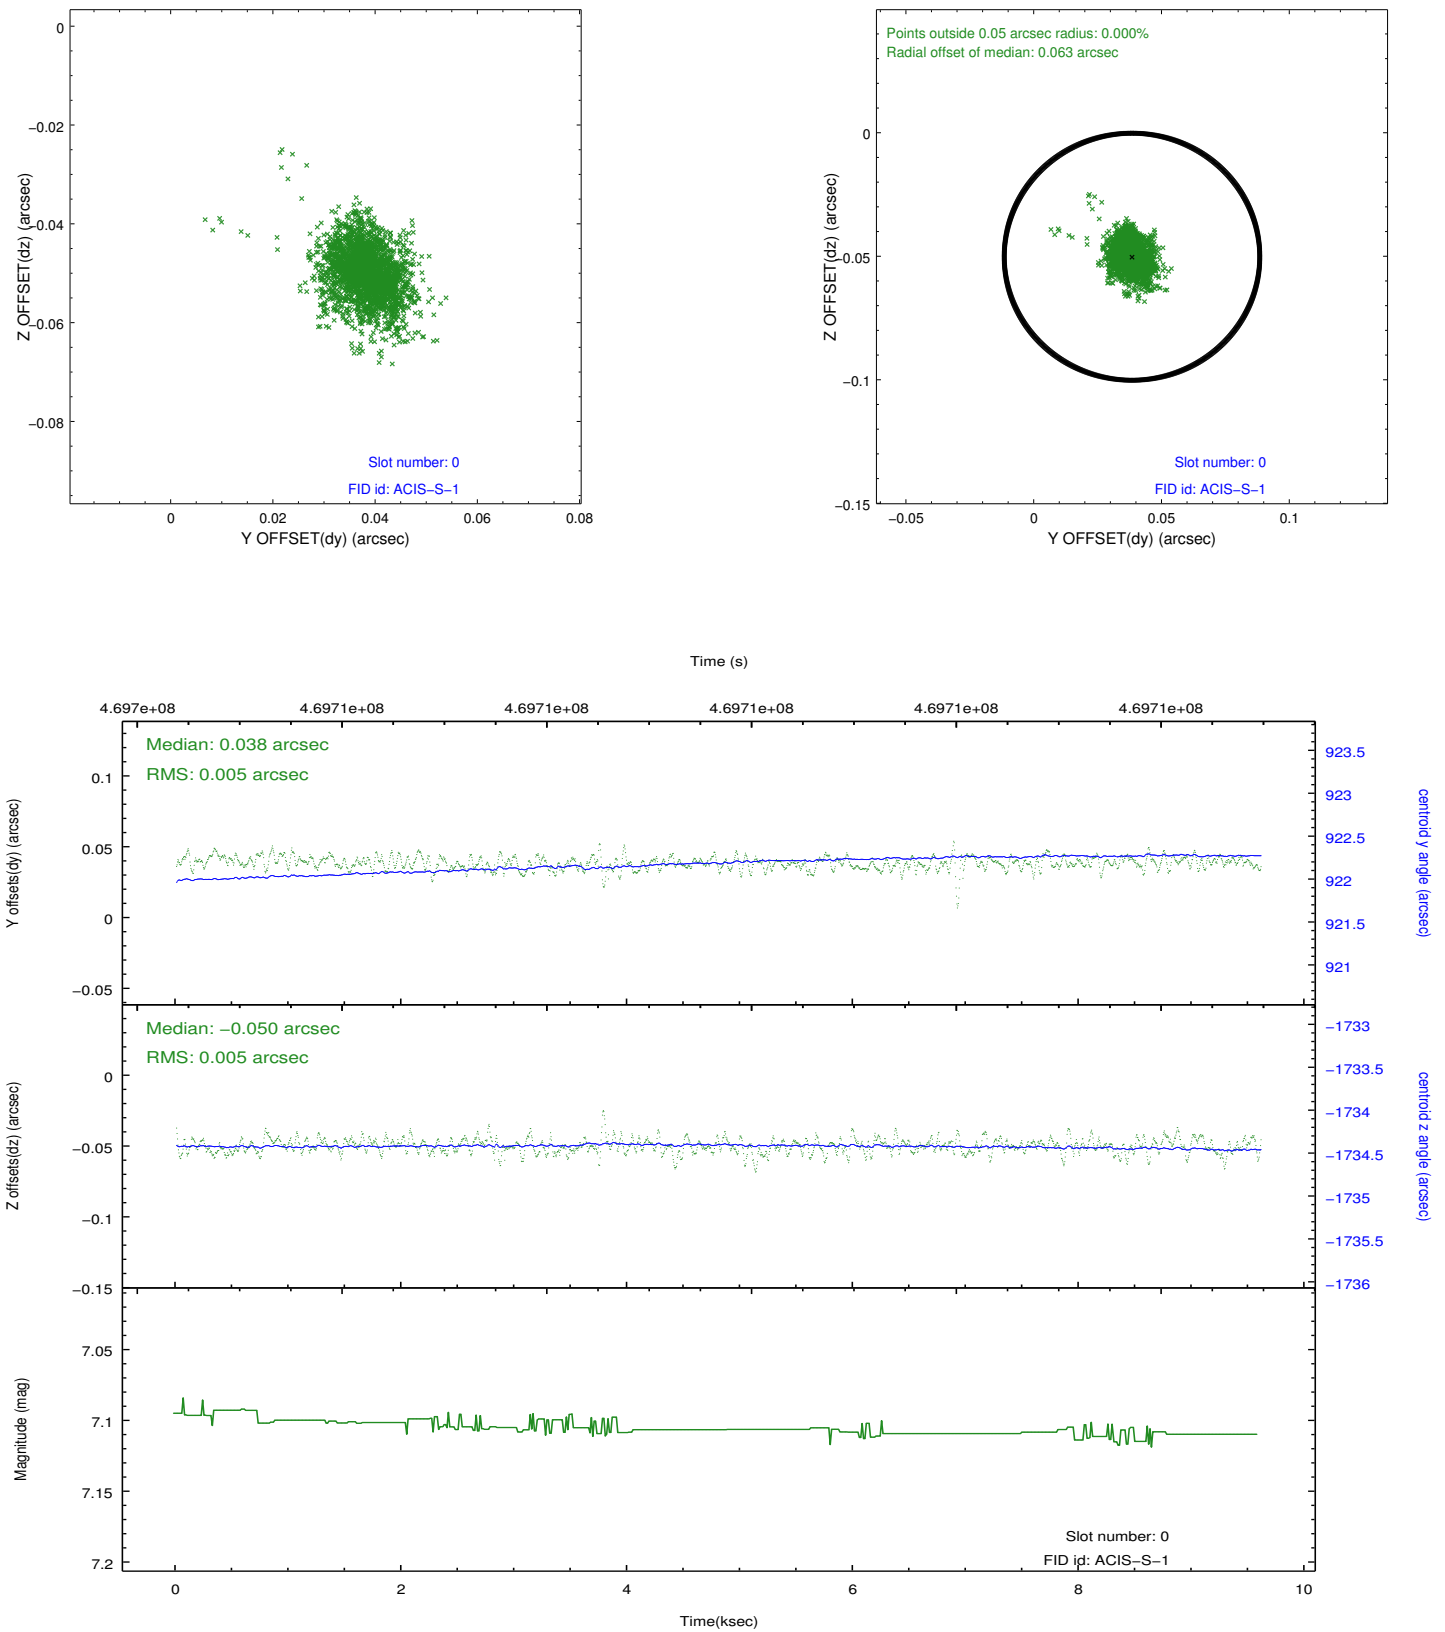 0
−0.02
−0.04
−0.06
−0.08
Z OFFSET(dz) (arcsec)
Slot number: 0
FID id: ACIS−S−1
0
0.02
0.04
0.06
0.08
Y OFFSET(dy) (arcsec)
Points outside 0.05 arcsec radius: 0.000%
Radial offset of median: 0.063 arcsec
0
−0.05
−0.1
−0.15
Z OFFSET(dz) (arcsec)
Slot number: 0
FID id: ACIS−S−1
−0.05
0
0.05
0.1
Y OFFSET(dy) (arcsec)
Time (s)
4.697e+08
4.6971e+08
4.6971e+08
4.6971e+08
4.6971e+08
4.6971e+08
Median: 0.038 arcsec
RMS: 0.005 arcsec
0.1
0.05
0
−0.05
Y offsets(dy) (arcsec)
923.5
923
922.5
922
921.5
921
centroid y angle (arcsec)
Median: −0.050 arcsec
RMS: 0.005 arcsec
0
−0.05
−0.1
−0.15
Z offsets(dz) (arcsec)
−1733
−1733.5
−1734
−1734.5
−1735
−1735.5
−1736
centroid z angle (arcsec)
7.05
7.1
7.15
7.2
Magnitude (mag)
Slot number: 0
FID id: ACIS−S−1
0
2
4
6
8
10
Time(ksec)